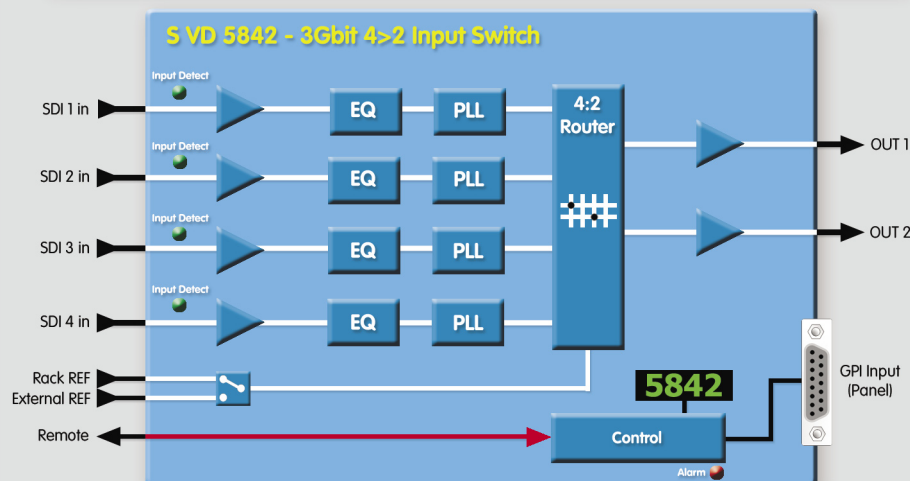 S VD 5842 - 3Gbit 4>2 Input Switch
Input Detect
SDI 1 in
EQ
PLL
4:2
Router
OUT 1
Input Detect
SDI 2 in
EQ
PLL
Input Detect
SDI 3 in
EQ
PLL
OUT 2
Input Detect
SDI 4 in
EQ
PLL
Rack REF
External REF
5842
GPI Input
(Panel)
Remote
Control
Alarm